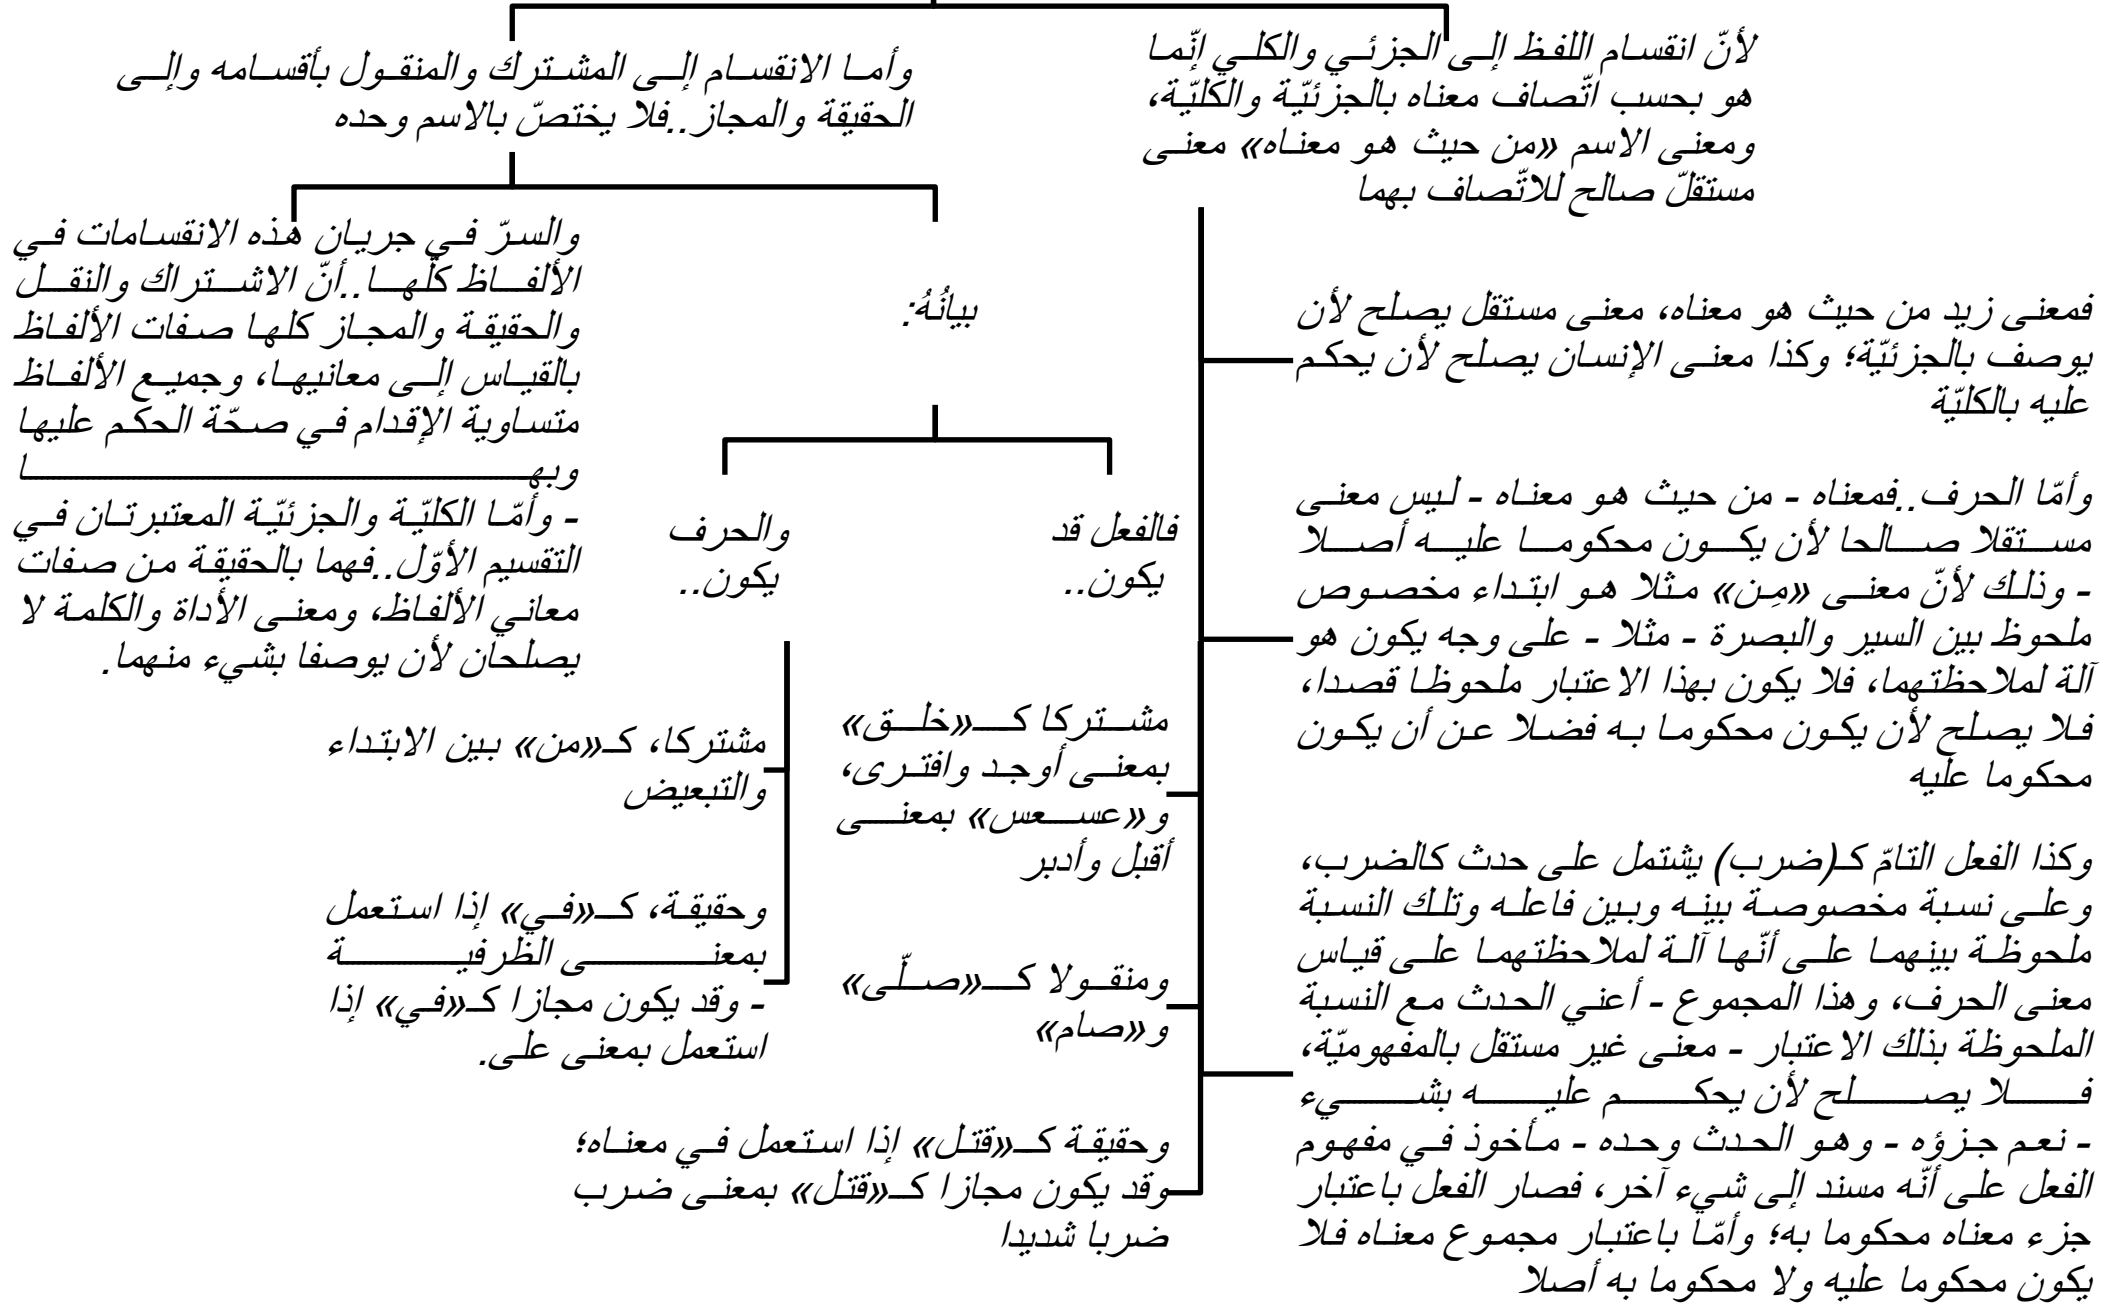 لأنّ انقسام اللفظ إلى الجزئي والكلي إنّما
هو بحسب اتّصاف معناه بالجزئيّة والكليّة،
ومعنى الاسم «من حيث هو معناه» معنى
مستقلّ صالح للاتّصاف بهما
فمعنى زيد من حيث هو معناه، معنى مستقل يصلح لأن
يوصف بالجزئيّة؛ وكذا معنى الإنسان يصلح لأن يحكم
عليه بالكليّة
وأمّا الحرف..فمعناه - من حيث هو معناه - ليس معنى
مستقلا صالحا لأن يكون محكوما عليه أصلا
- وذلك لأنّ معنى «مِن» مثلا هو ابتداء مخصوص
ملحوظ بين السير والبصرة - مثلا - على وجه يكون هو
آلة لملاحظتهما، فلا يكون بهذا الاعتبار ملحوظا قصدا،
فلا يصلح لأن يكون محكوما به فضلا عن أن يكون
محكوما عليه
وكذا الفعل التامّ كـ(ضرب) يشتمل على حدث كالضرب،
وعلى نسبة مخصوصة بينه وبين فاعله وتلك النسبة
ملحوظة بينهما على أنّها آلة لملاحظتهما على قياس
معنى الحرف، وهذا المجموع - أعني الحدث مع النسبة
الملحوظة بذلك الاعتبار - معنى غير مستقل بالمفهوميّة،
فلا يصلح لأن يحكم عليه بشيء
- نعم جزؤه - وهو الحدث وحده - مأخوذ في مفهوم
الفعل على أنّه مسند إلى شيء آخر، فصار الفعل باعتبار
جزء معناه محكوما به؛ وأمّا باعتبار مجموع معناه فلا
يكون محكوما عليه ولا محكوما به أصلا
وأما الانقسام إلى المشترك والمنقول بأقسامه وإلى
الحقيقة والمجاز..فلا يختصّ بالاسم وحده
بيانُهُ:
فالفعل قد
يكون..
مشتركا كـ«خلق»
بمعنى أوجد وافترى،
و«عسعس» بمعنى
أقبل وأدبر
ومنقولا كـ«صلّى»
و«صام»
وحقيقة كـ«قتل» إذا استعمل في معناه؛
وقد يكون مجازا كـ«قتل» بمعنى ضرب
ضربا شديدا
والحرف
يكون..
مشتركا، كـ«من» بين الابتداء
والتبعيض
وحقيقة، كـ«في» إذا استعمل
بمعنى الظرفية
- وقد يكون مجازا كـ«في» إذا
استعمل بمعنى على.
والسرّ في جريان هذه الانقسامات في
الألفاظ كلّها..أنّ الاشتراك والنقل
والحقيقة والمجاز كلها صفات الألفاظ
بالقياس إلى معانيها، وجميع الألفاظ
متساوية الإقدام في صحّة الحكم عليها
وبها
- وأمّا الكليّة والجزئيّة المعتبرتان في
التقسيم الأوّل..فهما بالحقيقة من صفات
معاني الألفاظ، ومعنى الأداة والكلمة لا
يصلحان لأن يوصفا بشيء منهما.